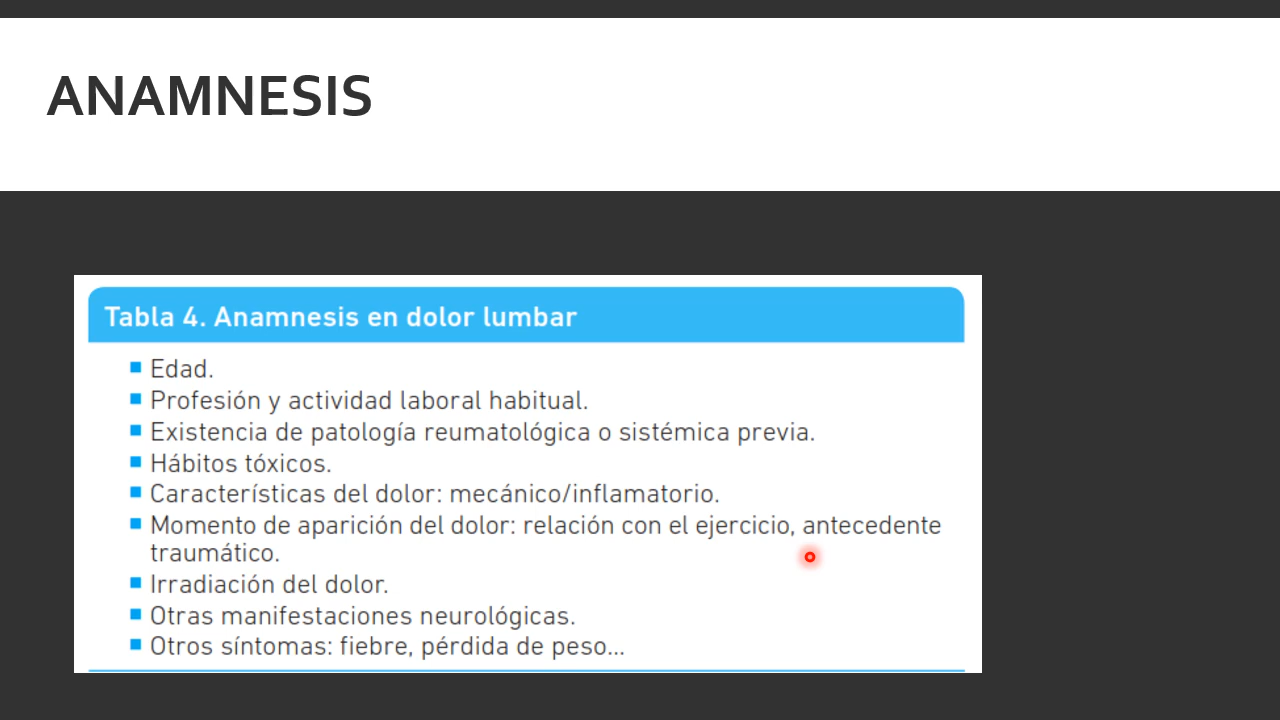 ANAMNESIS
Tabla 4. Anamnesis en dolor lumbar
Edad.
Profesión y actividad laboral habitual.
Existencia de patología reumatológica o sistémica previa.
Hábitos tóxicos.
Características del dolor: mecánico/inflamatorio.
Momento de aparición del dolor: relación con el ejercicio, antecedente
traumático.
Irradiación del dolor.
Otras manifestaciones neurológicas.
Otros síntomas: fiebre, pérdida de peso...